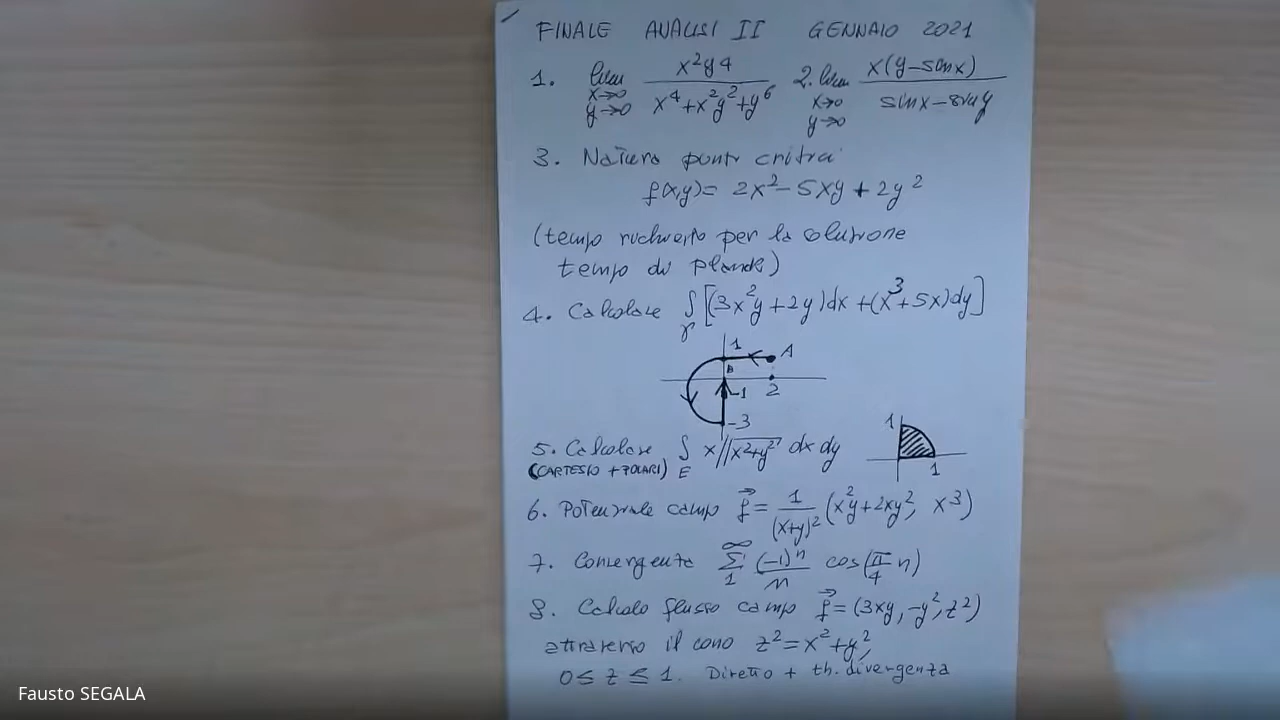 FINALE ANALISI II GENNAIO 2021
1. lim x→0 y→0 x²y4 / x⁴+x²y²+y⁶ 2. lim x→0 y→0 x(y-sinx) / sinx-siny
3. Natura punti critici
f(x,y)= 2x²-5xy+2y²
(tempo richiesto per la soluzione
tempo di Planck)
4. Calcolare ∫γ [(3x²y+2y)dx+(x³+5x)dy]
1 A
B
-1 2
-3
1
5. Calcolare ∫E x/√x²+y² dx dy
(CARTESIO + POLARI)
1
6. Potenziale campo f⃗= 1/(x+y)² (x²y+2xy², x³)
7. Convergenza ∑₁^∞ (-1)ⁿ/n cos(π/4 n)
8. Calcolo flusso campo f⃗=(3xy,-y²,z²)
attraverso il cono z²=x²+y²,
0≤z≤1. Diretto + th. divergenza
Fausto SEGALA